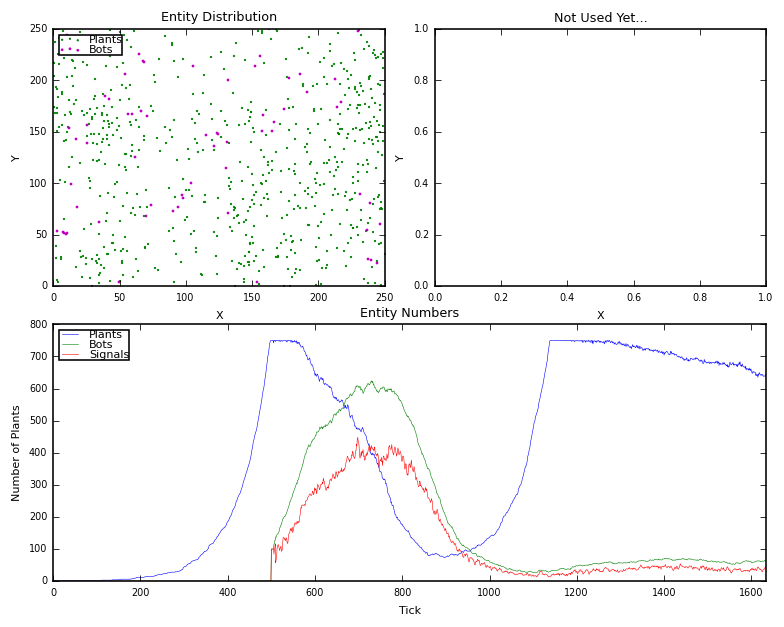 Entity Distribution
250
200
150
100
50
0
Y
Plants
Bots
0 50 100 150 200 250
X
Not Used Yet...
1.0
0.8
0.6
0.4
0.2
0.0
Y
0.0 0.2 0.4 0.6 0.8 1.0
X
Entity Numbers
800
700
600
500
400
300
200
100
0
Number of Plants
Plants
Bots
Signals
0 200 400 600 800 1000 1200 1400 1600
Tick